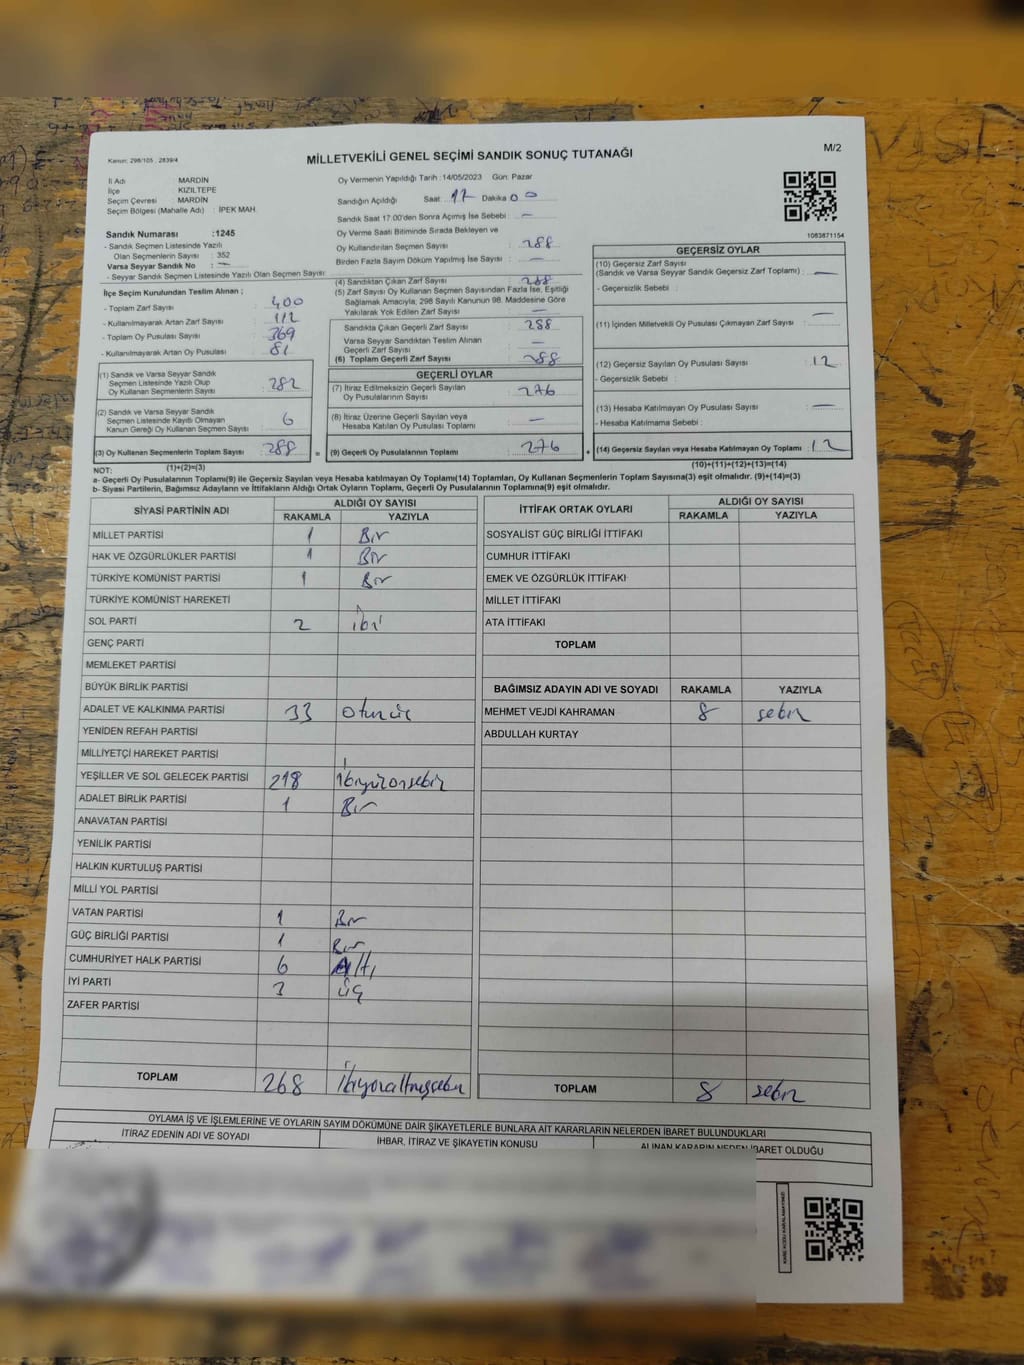 Kanun: 298/105 , 2839/4
MİLLETVEKİLİ GENEL SEÇİMİ SANDIK SONUÇ TUTANAĞI
M/2
İl Adı : MARDİN
İlçe : KIZILTEPE
Seçim Çevresi : MARDİN
Seçim Bölgesi (Mahalle Adı) : İPEK MAH.
Oy Vermenin Yapıldığı Tarih :14/05/2023 Gün: Pazar
Sandığın Açıldığı Saat 17 Dakika 00
Sandık Saat 17.00'den Sonra Açımış İse Sebebi : —
1083871154
Sandık Numarası :1245
- Sandık Seçmen Listesinde Yazılı
Olan Seçmenlerin Sayısı : 352
Varsa Seyyar Sandık No : —
- Seyyar Sandık Seçmen Listesinde Yazılı Olan Seçmen Sayısı:
Oy Verme Saati Bitiminde Sırada Bekleyen ve
Oy Kullandırılan Seçmen Sayısı : 288
Birden Fazla Sayım Döküm Yapılmış İse Sayısı : —
İlçe Seçim Kurulundan Teslim Alınan ;
- Toplam Zarf Sayısı : 400
- Kullanılmayarak Artan Zarf Sayısı : 112
- Toplam Oy Pusulası Sayısı : 369
- Kullanılmayarak Artan Oy Pusulası : 81
(4) Sandıktan Çıkan Zarf Sayısı : 288
(5) Zarf Sayısı Oy Kullanan Seçmen Sayısından Fazla İse, Eşitliği
Sağlamak Amacıyla, 298 Sayılı Kanunun 98. Maddesine Göre
Yakılarak Yok Edilen Zarf Sayısı : —
Sandıkta Çıkan Geçerli Zarf Sayısı : 288
Varsa Seyyar Sandıktan Teslim Alınan
Geçerli Zarf Sayısı : —
(6) Toplam Geçerli Zarf Sayısı : 288
GEÇERSİZ OYLAR
(10) Geçersiz Zarf Sayısı
(Sandık ve Varsa Seyyar Sandık Geçersiz Zarf Toplamı) : —
- Geçersizlik Sebebi :
(11) İçinden Milletvekili Oy Pusulası Çıkmayan Zarf Sayısı : —
(12) Geçersiz Sayılan Oy Pusulası Sayısı : 12
- Geçersizlik Sebebi :
(13) Hesaba Katılmayan Oy Pusulası Sayısı : —
- Hesaba Katılmama Sebebi :
(14) Geçersiz Sayılan veya Hesaba Katılmayan Oy Toplamı : 12
(10)+(11)+(12)+(13)=(14)
(1) Sandık ve Varsa Seyyar Sandık
Seçmen Listesinde Yazılı Olup
Oy Kullanan Seçmenlerin Sayısı : 282
(2) Sandık ve Varsa Seyyar Sandık
Seçmen Listesinde Kayıtlı Olmayan
Kanun Gereği Oy Kullanan Seçmen Sayısı : 6
(3) Oy Kullanan Seçmenlerin Toplam Sayısı : 288 =
(1)+(2)=(3)
GEÇERLİ OYLAR
(7) İtiraz Edilmeksizin Geçerli Sayılan
Oy Pusulalarının Sayısı : 276
(8) İtiraz Üzerine Geçerli Sayılan veya
Hesaba Katılan Oy Pusulası Toplamı : —
(9) Geçerli Oy Pusulalarının Toplamı : 276 +
NOT:
a- Geçerli Oy Pusulalarının Toplamı(9) ile Geçersiz Sayılan veya Hesaba katılmayan Oy Toplamı(14) Toplamları, Oy Kullanan Seçmenlerin Toplam Sayısına(3) eşit olmalıdır. (9)+(14)=(3)
b- Siyasi Partilerin, Bağımsız Adayların ve İttifakların Aldığı Ortak Oyların Toplamı, Geçerli Oy Pusulalarının Toplamına(9) eşit olmalıdır.
SİYASİ PARTİNİN ADI ALDIĞI OY SAYISI
RAKAMLA YAZIYLA
MİLLET PARTİSİ 1 Bir
HAK VE ÖZGÜRLÜKLER PARTİSİ 1 Bir
TÜRKİYE KOMÜNİST PARTİSİ 1 Bir
TÜRKİYE KOMÜNİST HAREKETİ
SOL PARTİ 2 iki
GENÇ PARTİ
MEMLEKET PARTİSİ
BÜYÜK BİRLİK PARTİSİ
ADALET VE KALKINMA PARTİSİ 33 otuzüç
YENİDEN REFAH PARTİSİ
MİLLİYETÇİ HAREKET PARTİSİ
YEŞİLLER VE SOL GELECEK PARTİSİ 218 ikiyüzonsekiz
ADALET BİRLİK PARTİSİ 1 Bir
ANAVATAN PARTİSİ
YENİLİK PARTİSİ
HALKIN KURTULUŞ PARTİSİ
MİLLİ YOL PARTİSİ
VATAN PARTİSİ 1 Bir
GÜÇ BİRLİĞİ PARTİSİ 1 Bir
CUMHURİYET HALK PARTİSİ 6 Altı
İYİ PARTİ 3 üç
ZAFER PARTİSİ
TOPLAM 268 ikiyüzaltmışsekiz
İTTİFAK ORTAK OYLARI ALDIĞI OY SAYISI
RAKAMLA YAZIYLA
SOSYALİST GÜÇ BİRLİĞİ İTTİFAKI
CUMHUR İTTİFAKI
EMEK VE ÖZGÜRLÜK İTTİFAKI
MİLLET İTTİFAKI
ATA İTTİFAKI
TOPLAM
BAĞIMSIZ ADAYIN ADI VE SOYADI RAKAMLA YAZIYLA
MEHMET VEJDİ KAHRAMAN 8 sekiz
ABDULLAH KURTAY
TOPLAM 8 sekiz
OYLAMA İŞ VE İŞLEMLERİNE VE OYLARIN SAYIM DÖKÜMÜNE DAİR ŞİKAYETLERLE BUNLARA AİT KARARLARIN NELERDEN İBARET BULUNDUKLARI
İTİRAZ EDENİN ADI VE SOYADI İHBAR, İTİRAZ VE ŞİKAYETİN KONUSU ALINAN KARARIN NEDEN İBARET OLDUĞU